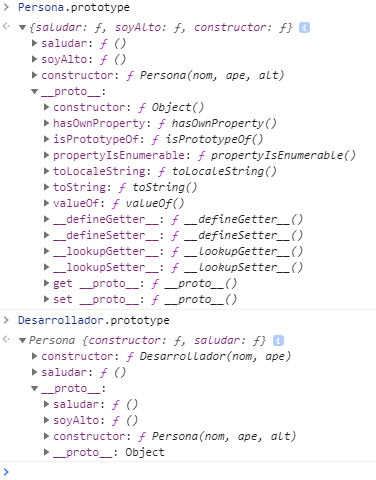 Persona.prototype
{saludar: ƒ, soyAlto: ƒ, constructor: ƒ} i
saludar: ƒ ()
soyAlto: ƒ ()
constructor: ƒ Persona(nom, ape, alt)
__proto__:
constructor: ƒ Object()
hasOwnProperty: ƒ hasOwnProperty()
isPrototypeOf: ƒ isPrototypeOf()
propertyIsEnumerable: ƒ propertyIsEnumerable()
toLocaleString: ƒ toLocaleString()
toString: ƒ toString()
valueOf: ƒ valueOf()
__defineGetter__: ƒ __defineGetter__()
__defineSetter__: ƒ __defineSetter__()
__lookupGetter__: ƒ __lookupGetter__()
__lookupSetter__: ƒ __lookupSetter__()
get __proto__: ƒ __proto__()
set __proto__: ƒ __proto__()
Desarrollador.prototype
Persona {constructor: ƒ, saludar: ƒ} i
constructor: ƒ Desarrollador(nom, ape)
saludar: ƒ ()
__proto__:
saludar: ƒ ()
soyAlto: ƒ ()
constructor: ƒ Persona(nom, ape, alt)
__proto__: Object